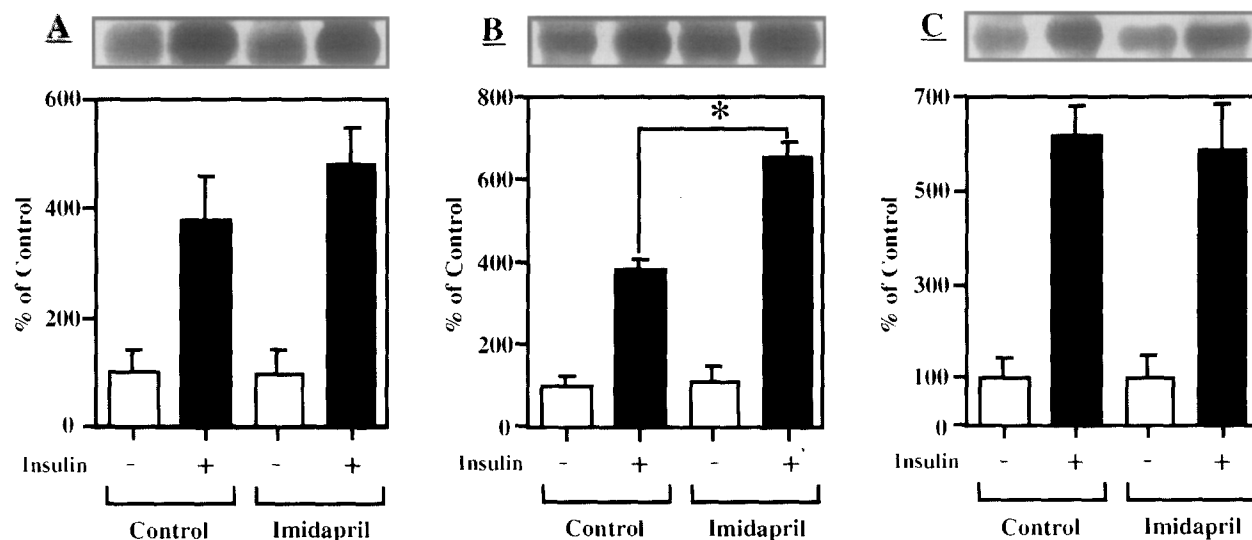 A
600
400
200
0
% of Control
Insulin - + - +
Control Imidapril
B
800
600
400
200
0
% of Control
*
Insulin - + - +
Control Imidapril
C
700
500
300
100
0
% of Control
Insulin - + - +
Control Imidapril